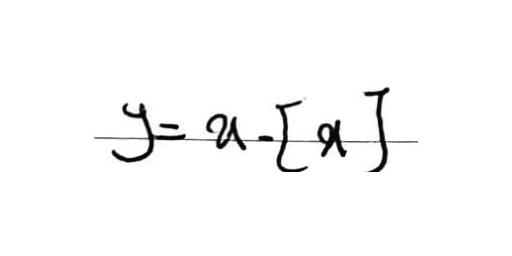 y = x - [x]